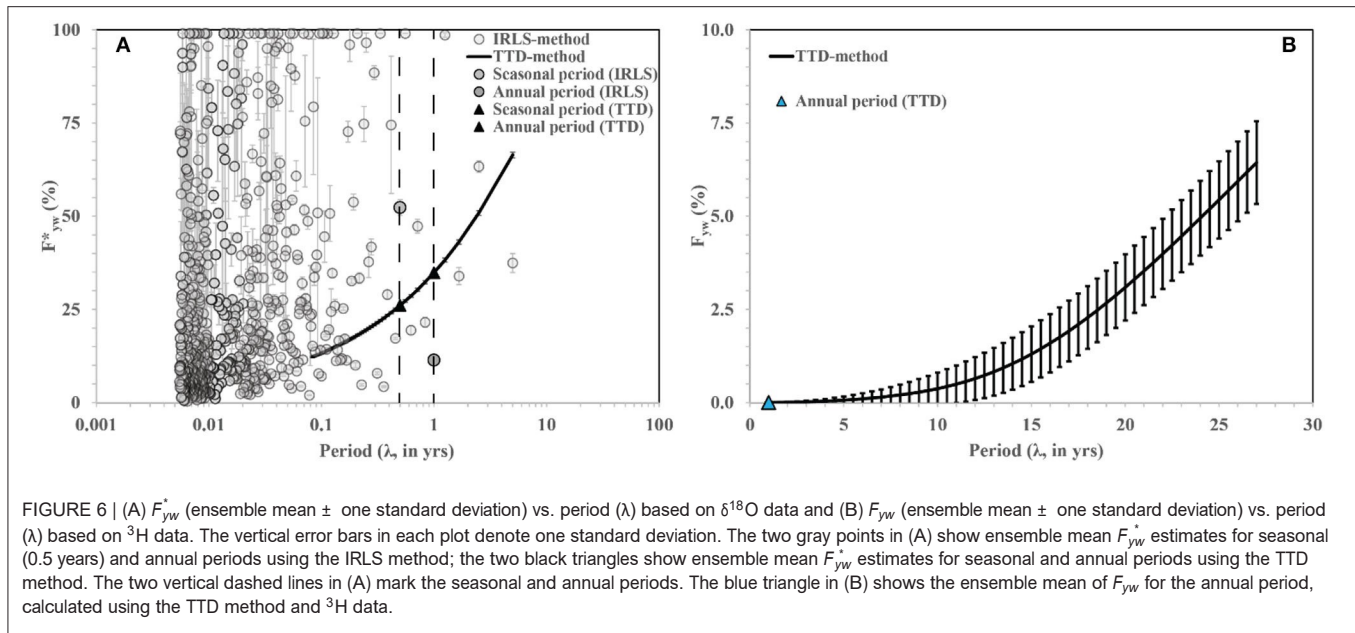 A
100
75
50
25
0
F*yw (%)
0.001 0.01 0.1 1 10 100
Period (λ, in yrs)
IRLS-method
TTD-method
Seasonal period (IRLS)
Annual period (IRLS)
Seasonal period (TTD)
Annual period (TTD)
B
10.0
7.5
5.0
2.5
0.0
Fyw (%)
0 5 10 15 20 25 30
Period (λ, in yrs)
TTD-method
Annual period (TTD)
FIGURE 6 | (A) F*yw (ensemble mean ± one standard deviation) vs. period (λ) based on δ¹⁸O data and (B) Fyw (ensemble mean ± one standard deviation) vs. period
(λ) based on ³H data. The vertical error bars in each plot denote one standard deviation. The two gray points in (A) show ensemble mean F*yw estimates for seasonal
(0.5 years) and annual periods using the IRLS method; the two black triangles show ensemble mean F*yw estimates for seasonal and annual periods using the TTD
method. The two vertical dashed lines in (A) mark the seasonal and annual periods. The blue triangle in (B) shows the ensemble mean of Fyw for the annual period,
calculated using the TTD method and ³H data.